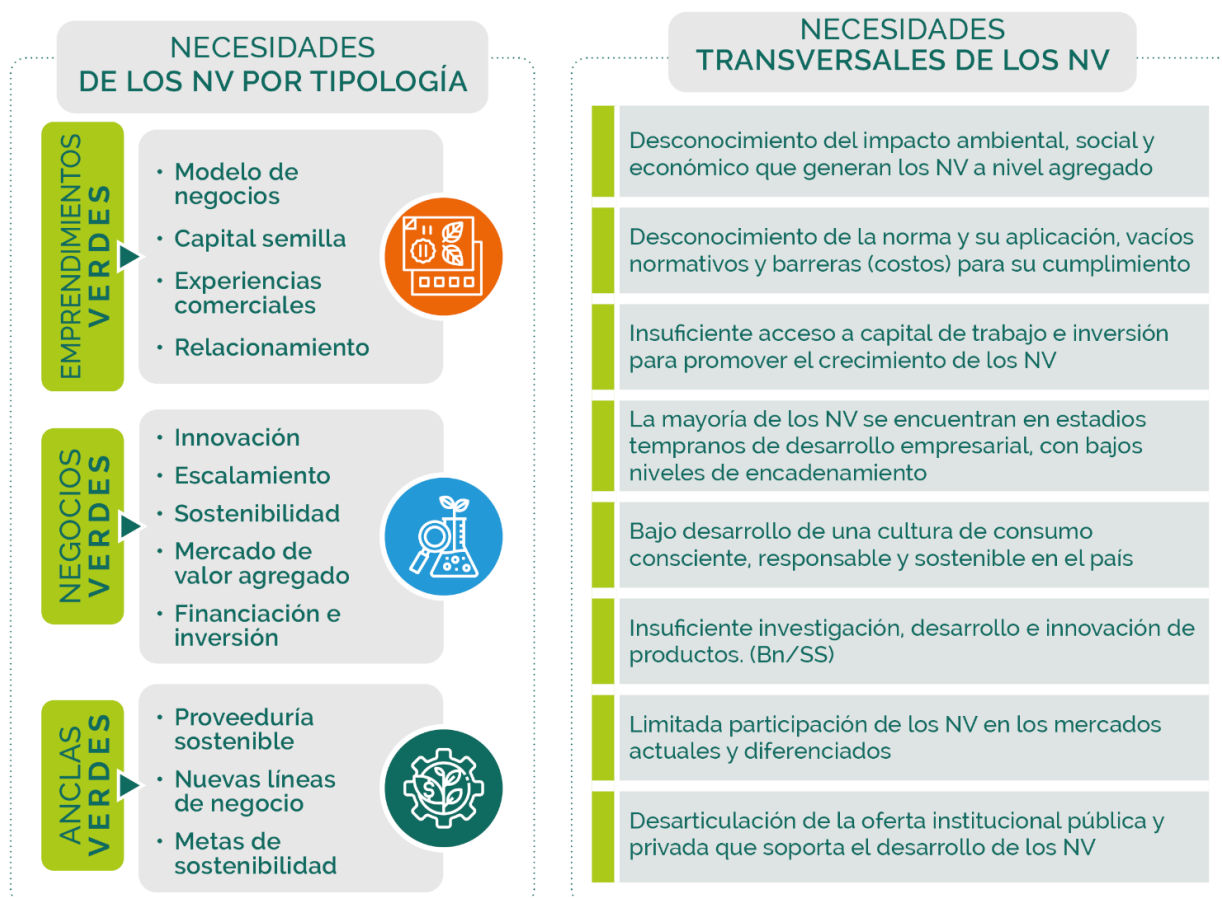 NECESIDADES
DE LOS NV POR TIPOLOGÍA
EMPRENDIMIENTOS
VERDES
• Modelo de
negocios
• Capital semilla
• Experiencias
comerciales
• Relacionamiento
NEGOCIOS
VERDES
• Innovación
• Escalamiento
• Sostenibilidad
• Mercado de
valor agregado
• Financiación e
inversión
ANCLAS
VERDES
• Proveeduría
sostenible
• Nuevas líneas
de negocio
• Metas de
sostenibilidad
$
NECESIDADES
TRANSVERSALES DE LOS NV
Desconocimiento del impacto ambiental, social y
económico que generan los NV a nivel agregado
Desconocimiento de la norma y su aplicación, vacíos
normativos y barreras (costos) para su cumplimiento
Insuficiente acceso a capital de trabajo e inversión
para promover el crecimiento de los NV
La mayoría de los NV se encuentran en estadios
tempranos de desarrollo empresarial, con bajos
niveles de encadenamiento
Bajo desarrollo de una cultura de consumo
consciente, responsable y sostenible en el país
Insuficiente investigación, desarrollo e innovación de
productos. (Bn/SS)
Limitada participación de los NV en los mercados
actuales y diferenciados
Desarticulación de la oferta institucional pública y
privada que soporta el desarrollo de los NV